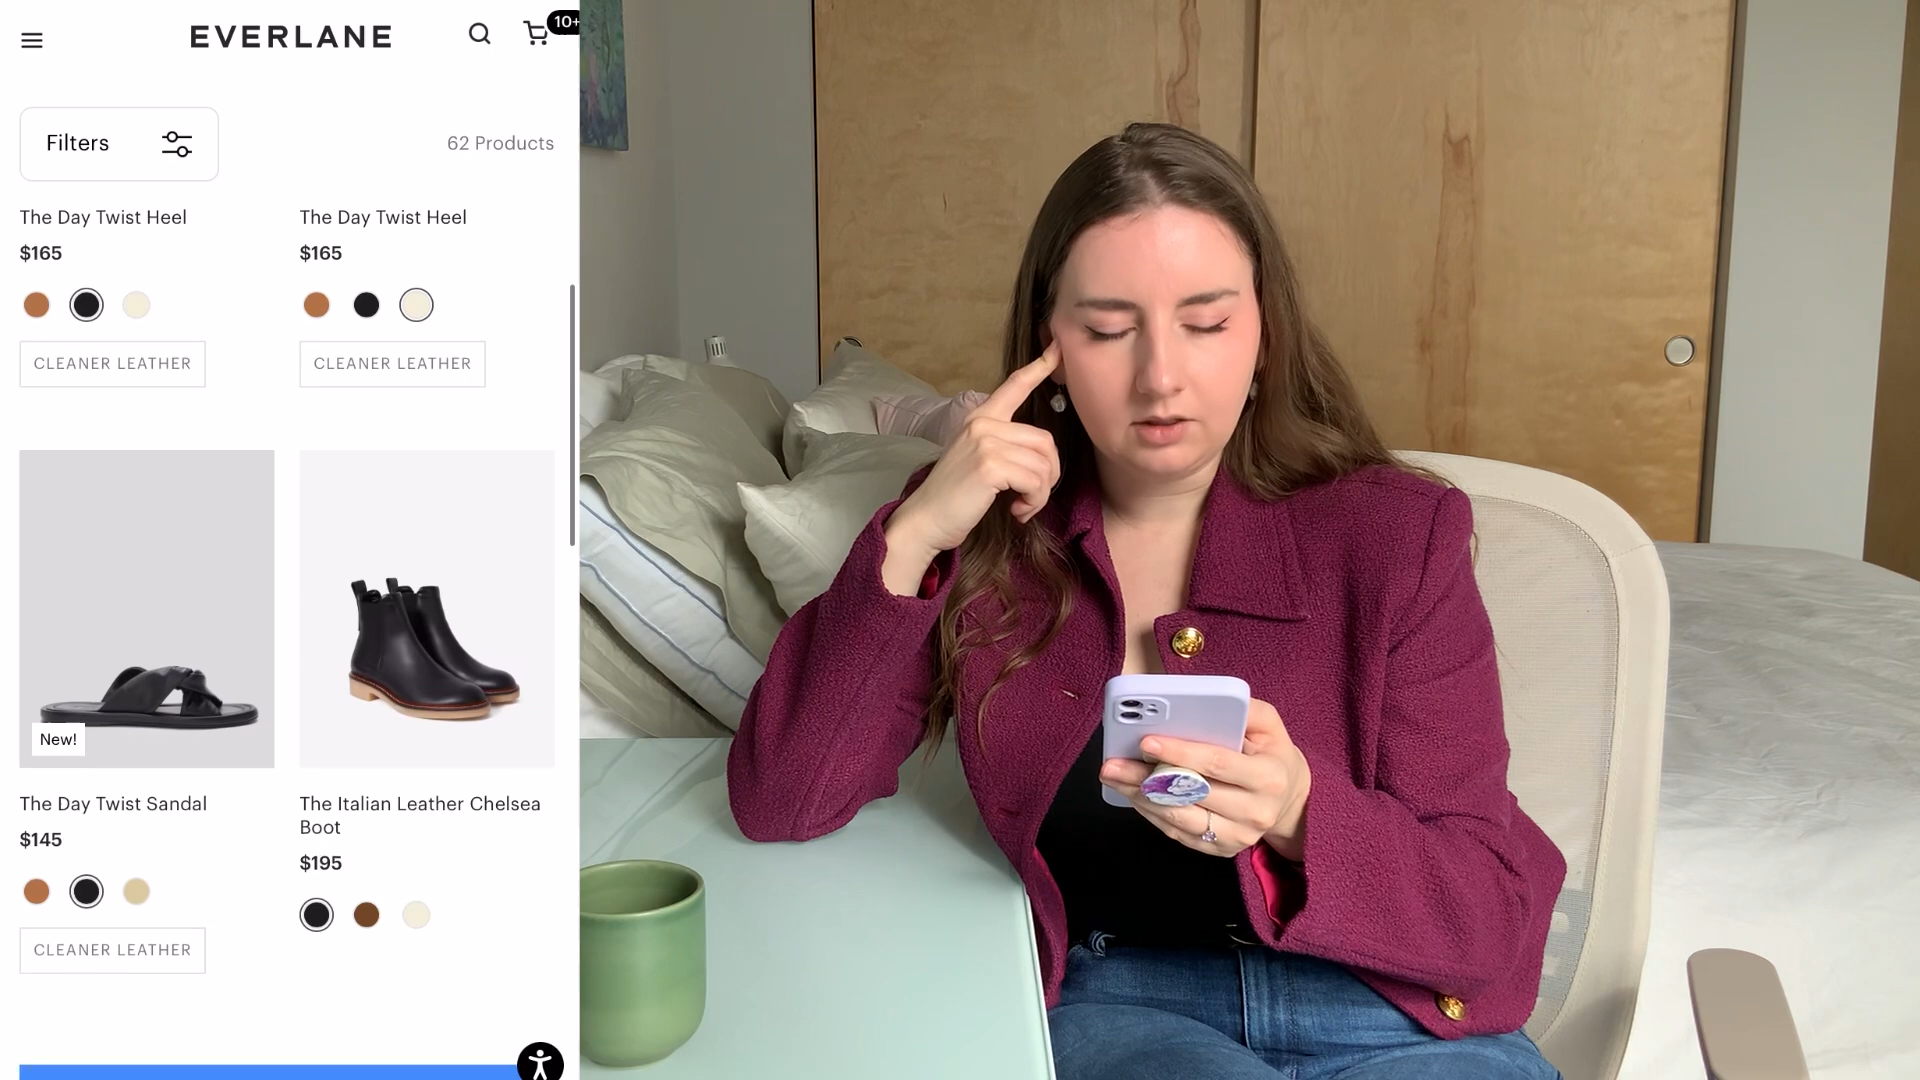 EVERLANE
10+
Filters
62 Products
The Day Twist Heel
$165
CLEANER LEATHER
The Day Twist Heel
$165
CLEANER LEATHER
New!
The Day Twist Sandal
$145
CLEANER LEATHER
The Italian Leather Chelsea
Boot
$195